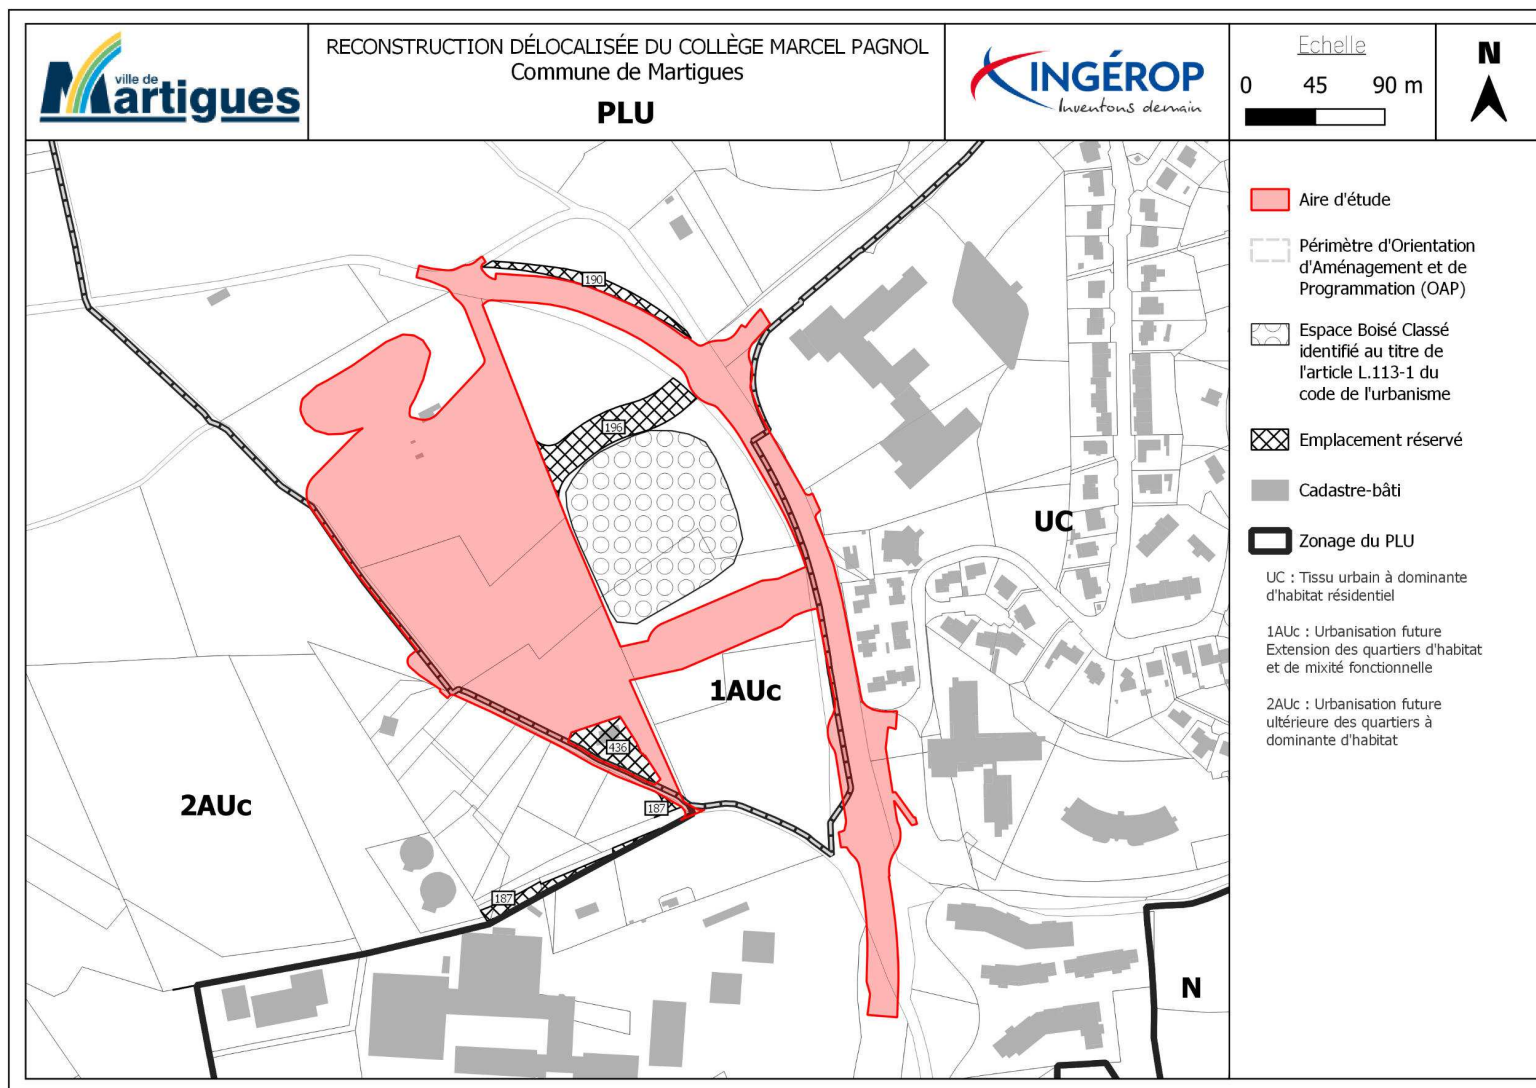 ville de
Martigues
RECONSTRUCTION DÉLOCALISÉE DU COLLÈGE MARCEL PAGNOL
Commune de Martigues
PLU
INGÉROP
Inventons demain
Echelle
0 45 90 m
N
Aire d'étude
Périmètre d'Orientation
d'Aménagement et de
Programmation (OAP)
Espace Boisé Classé
identifié au titre de
l'article L.113-1 du
code de l'urbanisme
Emplacement réservé
Cadastre-bâti
Zonage du PLU
UC : Tissu urbain à dominante
d'habitat résidentiel
1AUc : Urbanisation future
Extension des quartiers d'habitat
et de mixité fonctionnelle
2AUc : Urbanisation future
ultérieure des quartiers à
dominante d'habitat
190
196
UC
1AUc
436
2AUc
187
187
N